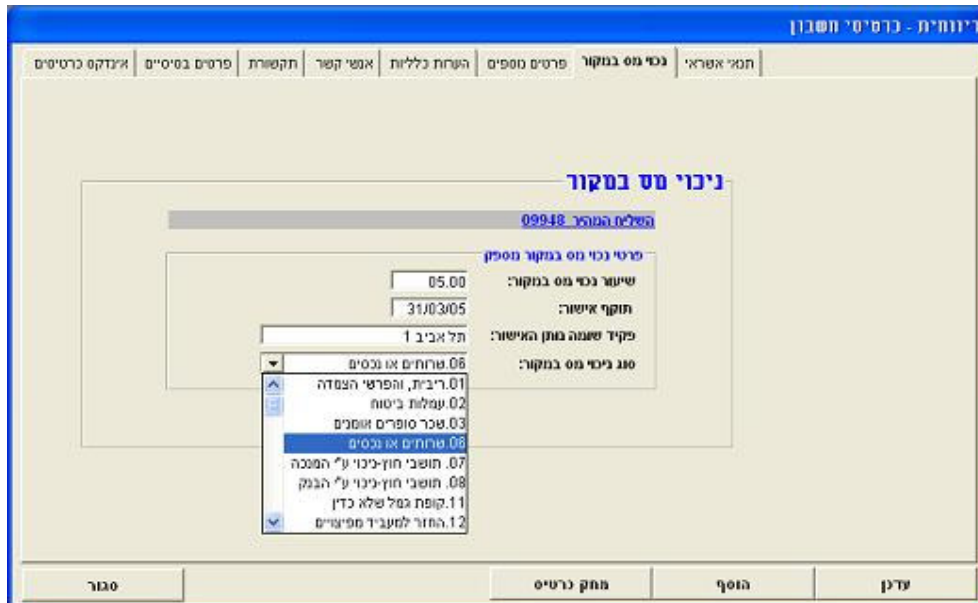 ריווחית - כרטיסי חשבון
אינדקס כרטיסים פרטים בסיסיים תקשורת אנשי קשר הערות כלליות פרטים נוספים נכוי מס במקור תנאי אשראי
ניכוי מס במקור
השליח המהיר 09948
פרטי נכוי מס במקור מספק
שיעור נכוי מס במקור: 05.00
תוקף אישור: 31/03/05
פקיד שומה נותן האישור: תל אביב 1
סוג ניכוי מס במקור: 06.שרותים או נכסים
01.ריבית, והפרשי הצמדה
02.עמלות ביטוח
03.שכר סופרים אומנים
06.שרותים או נכסים
07. תושבי חוץ-ניכוי ע"י המנכה
08. תושבי חוץ-ניכוי ע"י הבנק
11.קופת גמל שלא כדין
12.החזר למעביד מפיצויים
עדכן הוסף מחק כרטיס סגור